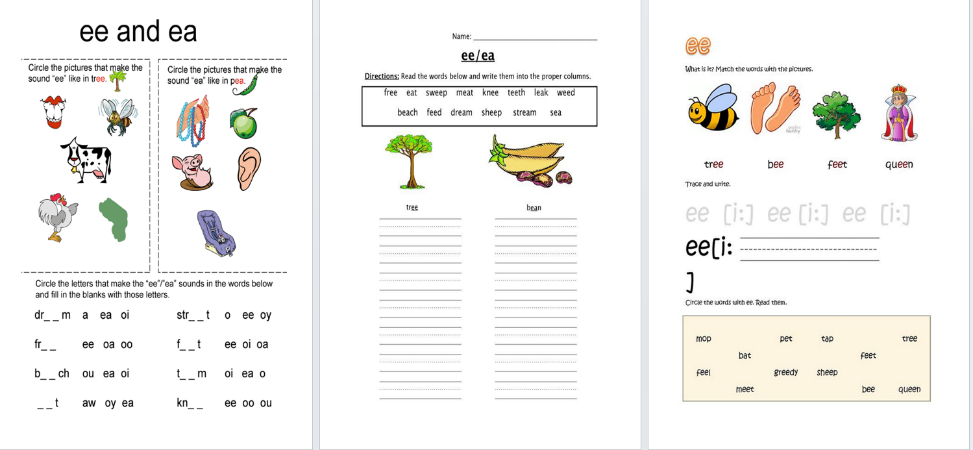 ee and ea
Circle the pictures that make the
sound "ee" like in tree.
Circle the pictures that make the
sound "ea" like in pea.
Circle the letters that make the "ee"/"ea" sounds in the words below
and fill in the blanks with those letters.
dr_ _ m a ea oi
str_ _ t o ee oy
fr_ _ ee oa oo
f_ _ t ee oi oa
b_ _ ch ou ea oi
t_ _ m oi ea o
_ _ t aw oy ea
kn_ _ ee oo ou
Name: ____________________
ee/ea
Directions: Read the words below and write them into the proper columns.
free eat sweep meat knee teeth leak weed
beach feed dream sheep stream sea
tree bean
ee
What is it? Match the words with the pictures.
tree bee feet queen
Trace and write.
ee [i:] ee [i:] ee [i:]
ee[i:
]
Circle the words with ee. Read them.
mop pet tap tree
bat feet
feel greedy sheep
meet bee queen